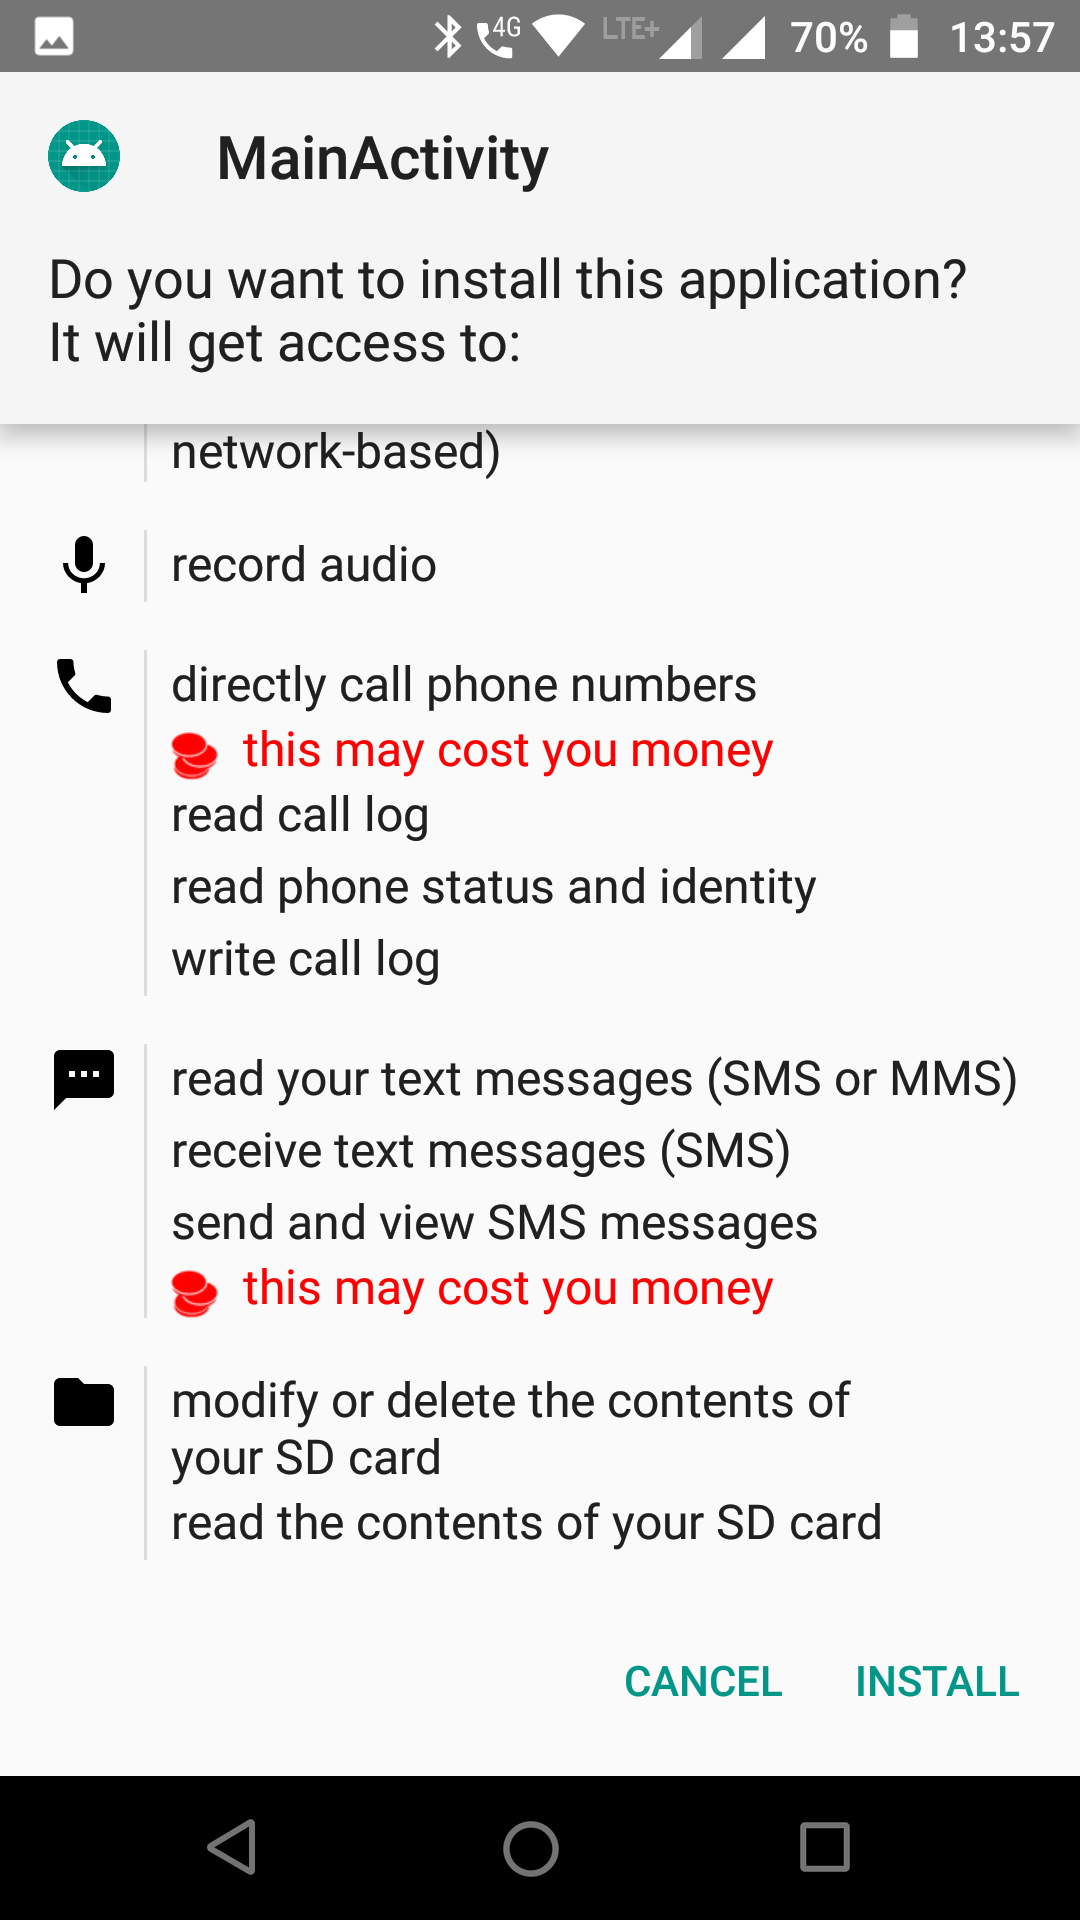 4G LTE+ 70% 13:57
MainActivity
Do you want to install this application?
It will get access to:
network-based)
record audio
directly call phone numbers
this may cost you money
read call log
read phone status and identity
write call log
read your text messages (SMS or MMS)
receive text messages (SMS)
send and view SMS messages
this may cost you money
modify or delete the contents of
your SD card
read the contents of your SD card
CANCEL INSTALL